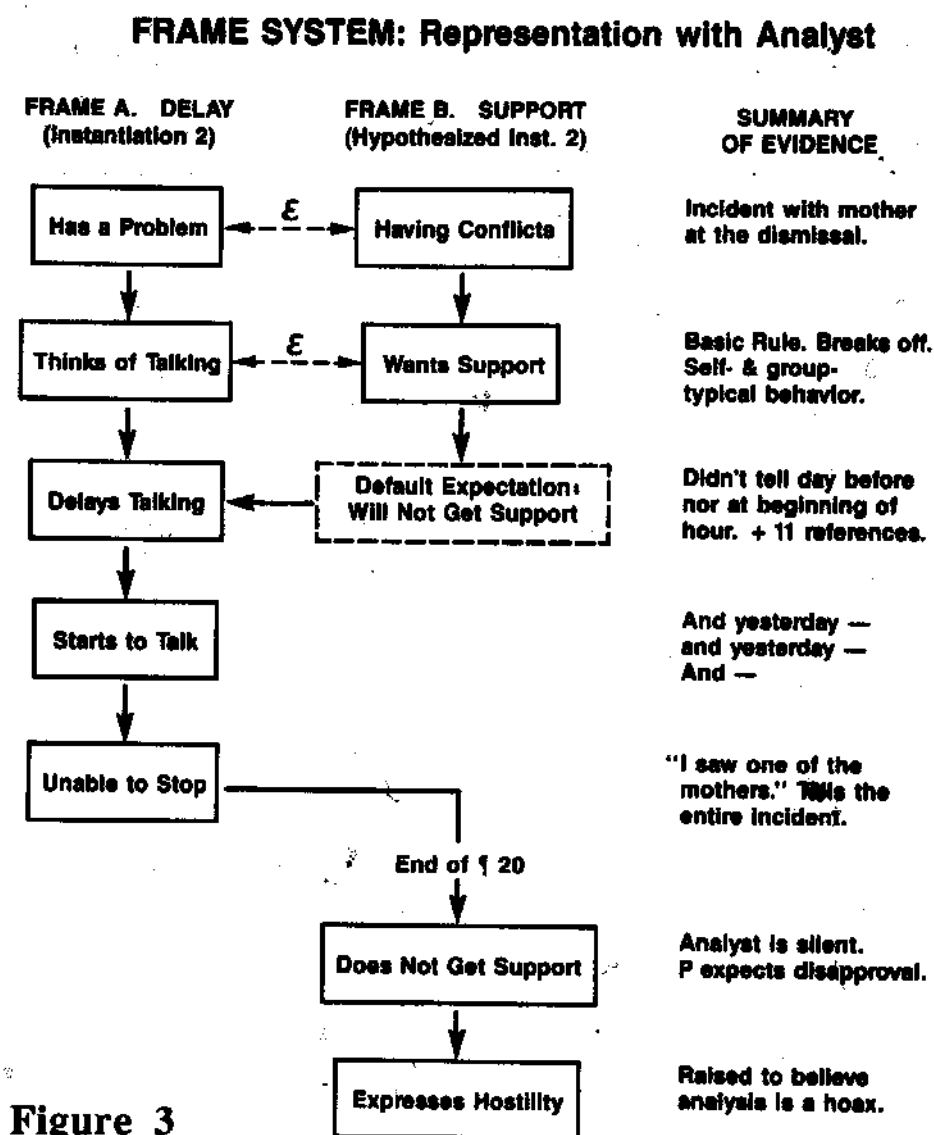 FRAME SYSTEM: Representation with Analyst
FRAME A. DELAY
(Instantiation 2)
FRAME B. SUPPORT
(Hypothesized Inst. 2)
SUMMARY
OF EVIDENCE
Has a Problem
ε
Having Conflicts
Incident with mother
at the dismissal.
Thinks of Talking
ε
Wants Support
Basic Rule. Breaks off.
Self- & group-
typical behavior.
Delays Talking
Default Expectation:
Will Not Get Support
Didn't tell day before
nor at beginning of
hour. + 11 references.
Starts to Talk
And yesterday —
and yesterday —
And —
Unable to Stop
"I saw one of the
mothers." Tells the
entire incident.
End of ¶ 20
Does Not Get Support
Analyst is silent.
P expects disapproval.
Expresses Hostility
Raised to believe
analysis is a hoax.
Figure 3